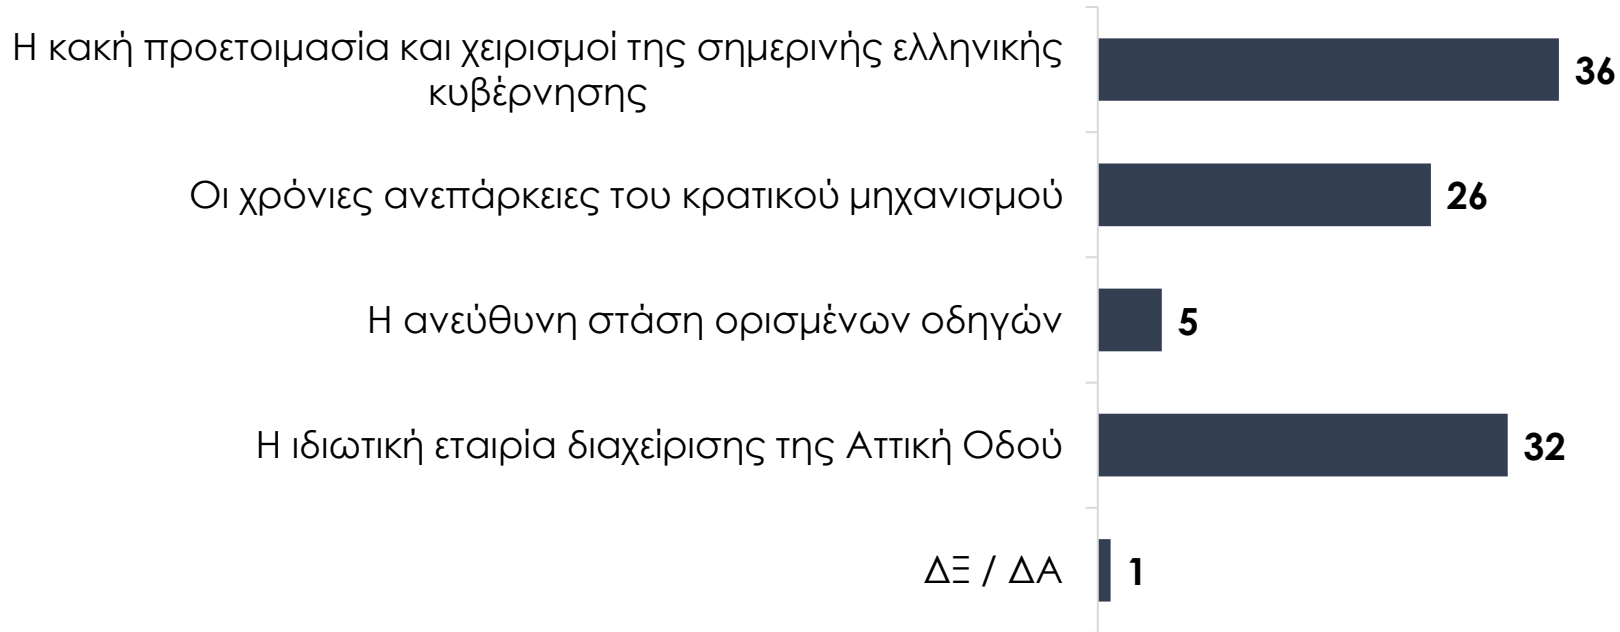 Η κακή προετοιμασία και χειρισμοί της σημερινής ελληνικής
κυβέρνησης
36
Οι χρόνιες ανεπάρκειες του κρατικού μηχανισμού
26
Η ανεύθυνη στάση ορισμένων οδηγών
5
Η ιδιωτική εταιρία διαχείρισης της Αττική Οδού
32
ΔΞ / ΔΑ
1